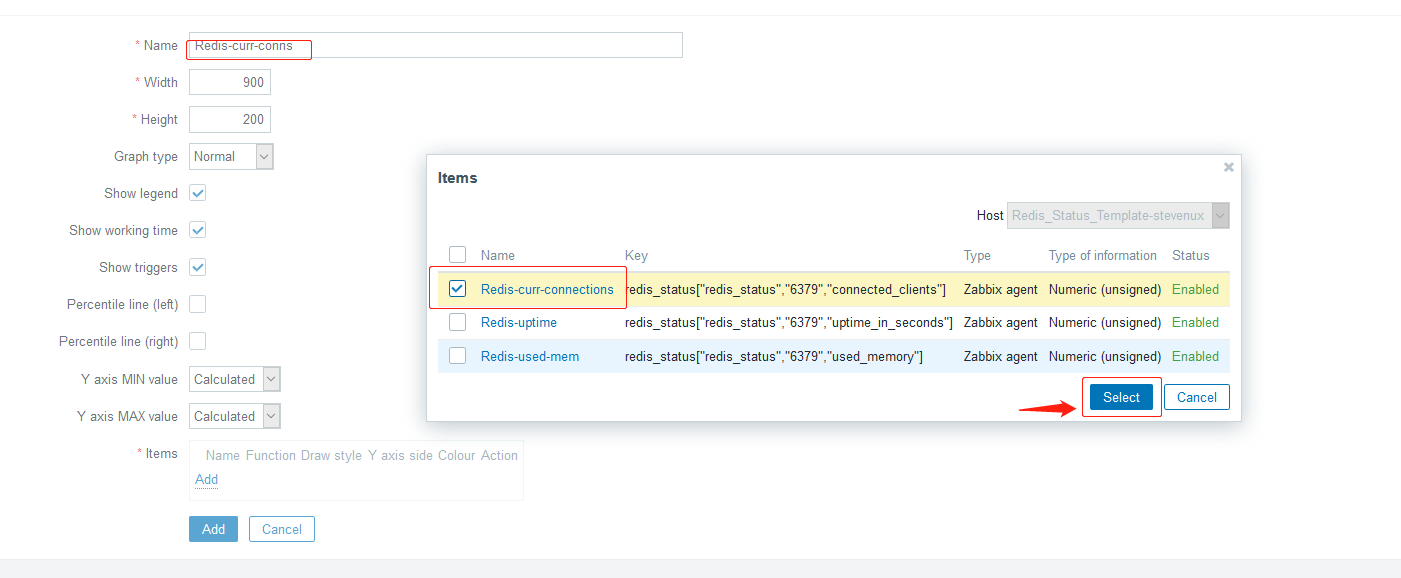 * Name Redis-curr-conns
* Width 900
* Height 200
Graph type Normal
Show legend
Show working time
Show triggers
Percentile line (left)
Percentile line (right)
Y axis MIN value Calculated
Y axis MAX value Calculated
* Items Name Function Draw style Y axis side Colour Action
Add
Add Cancel
Items
Host Redis_Status_Template-stevenux
Name Key Type Type of information Status
Redis-curr-connections redis_status["redis_status","6379","connected_clients"] Zabbix agent Numeric (unsigned) Enabled
Redis-uptime redis_status["redis_status","6379","uptime_in_seconds"] Zabbix agent Numeric (unsigned) Enabled
Redis-used-mem redis_status["redis_status","6379","used_memory"] Zabbix agent Numeric (unsigned) Enabled
Select Cancel